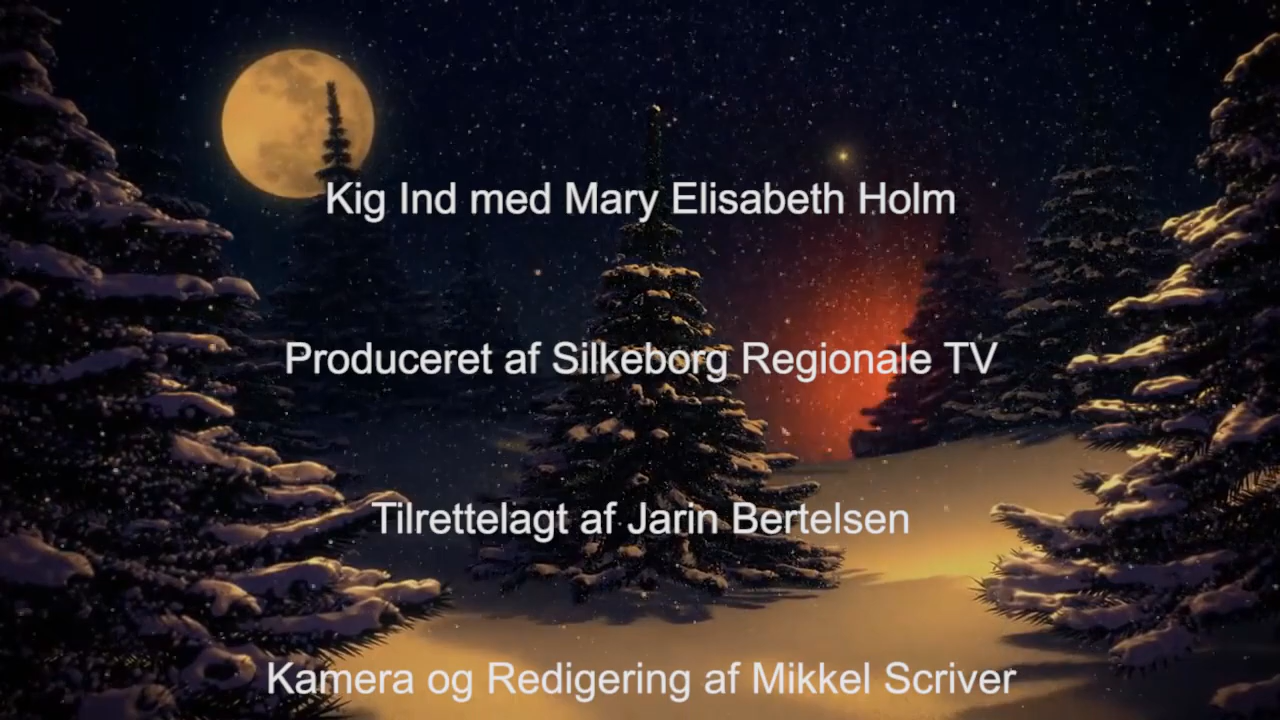 Kig Ind med Mary Elisabeth Holm
Produceret af Silkeborg Regionale TV
Tilrettelagt af Jarin Bertelsen
Kamera og Redigering af Mikkel Scriver